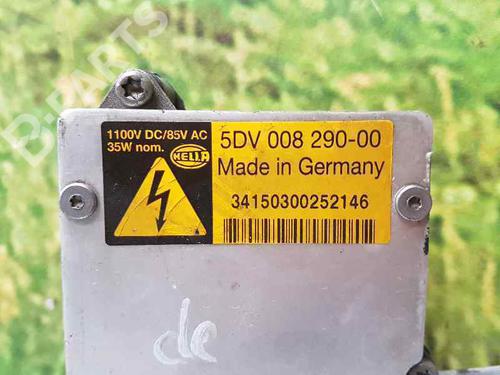 B-PARTS
1100V DC/85V AC
35W nom.
HELLA
5DV 008 290-00
Made in Germany
34150300252146
de